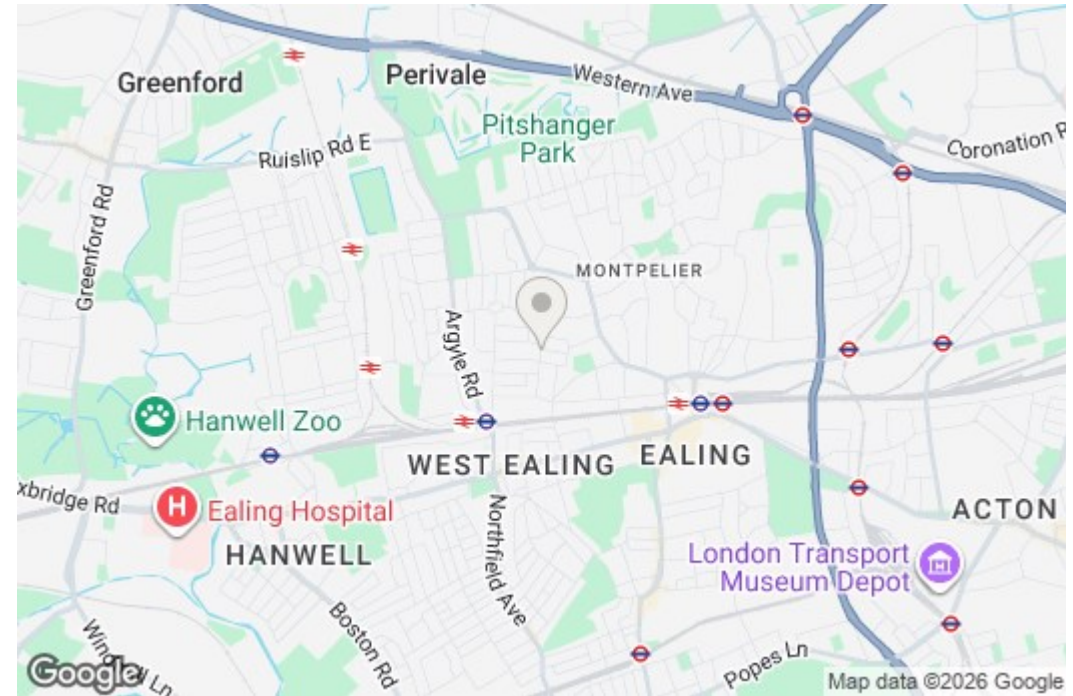 Greenford
Perivale
Western Ave
Pitshanger
Park
Coronation R
Ruislip Rd E
Greenford Rd
MONTPELIER
Argyle Rd
Hanwell Zoo
WEST EALING
EALING
xbridge Rd
H
Ealing Hospital
HANWELL
Northfield Ave
ACTON
London Transport
Museum Depot
Boston Rd
Popes Ln
Google
Map data ©2026 Google